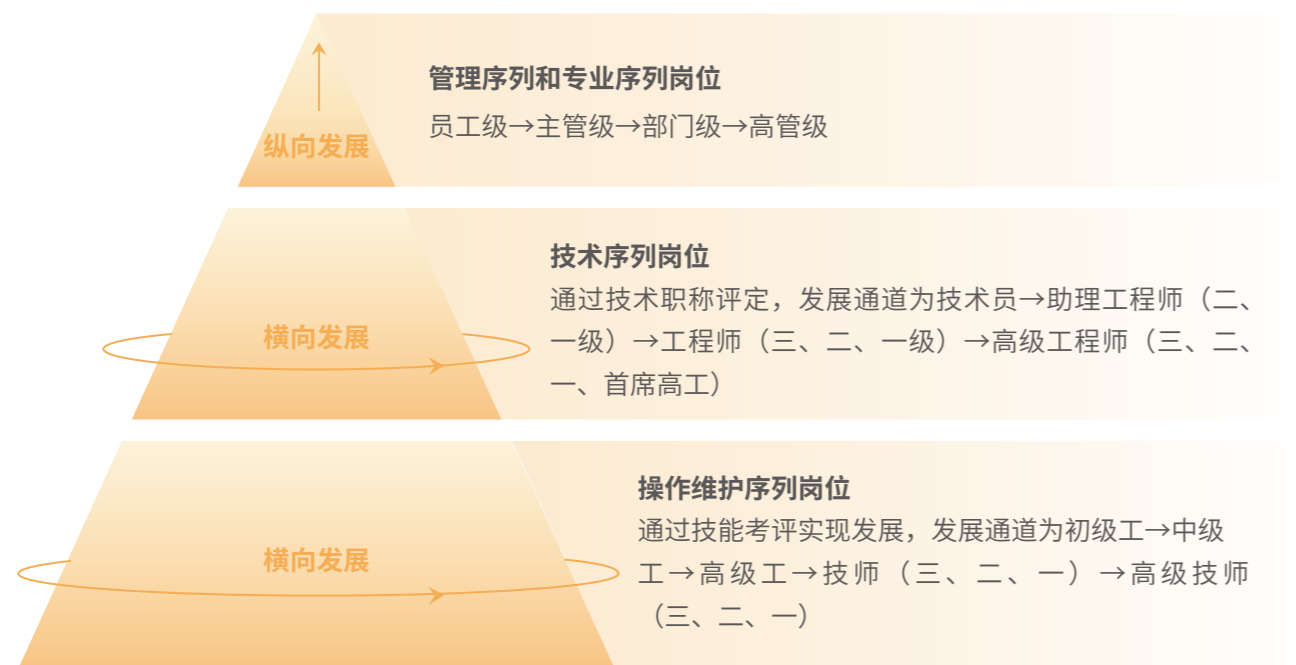 纵向发展
管理序列和专业序列岗位
员工级→主管级→部门级→高管级
横向发展
技术序列岗位
通过技术职称评定，发展通道为技术员→助理工程师（二、
一级）→工程师（三、二、一级）→高级工程师（三、二、
一、首席高工）
横向发展
操作维护序列岗位
通过技能考评实现发展，发展通道为初级工→中级
工→高级工→技师（三、二、一）→高级技师
（三、二、一）